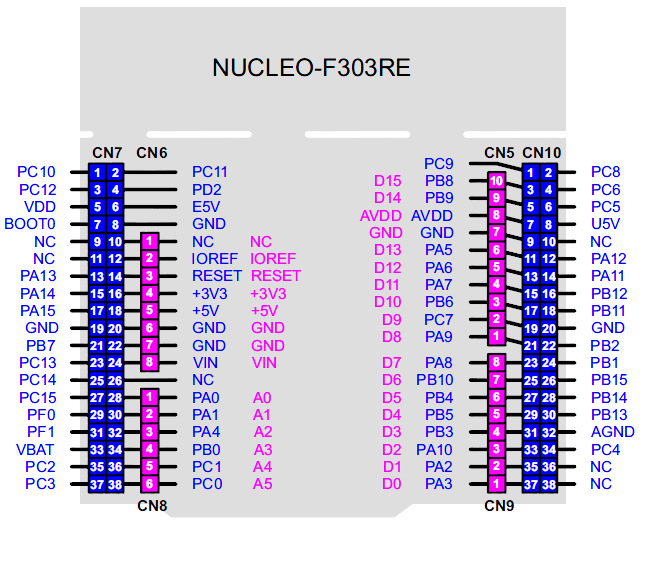 NUCLEO-F303RE
CN7 CN6 CN5 CN10
PC9
PC10 1 2 PC11 D15 PB8 10 1 2 PC8
PC12 3 4 PD2 D14 PB9 9 3 4 PC6
VDD 5 6 E5V AVDD AVDD 8 5 6 PC5
BOOT0 7 8 GND GND GND 7 7 8 U5V
NC 9 10 1 NC NC D13 PA5 6 9 10 NC
NC 11 12 2 IOREF IOREF D12 PA6 5 11 12 PA12
PA13 13 14 3 RESET RESET D11 PA7 4 13 14 PA11
PA14 15 16 4 +3V3 +3V3 D10 PB6 3 15 16 PB12
PA15 17 18 5 +5V +5V D9 PC7 2 17 18 PB11
GND 19 20 6 GND GND D8 PA9 1 19 20 GND
PB7 21 22 7 GND GND 21 22 PB2
PC13 23 24 8 VIN VIN D7 PA8 8 23 24 PB1
PC14 25 26 NC D6 PB10 7 25 26 PB15
PC15 27 28 1 PA0 A0 D5 PB4 6 27 28 PB14
PF0 29 30 2 PA1 A1 D4 PB5 5 29 30 PB13
PF1 31 32 3 PA4 A2 D3 PB3 4 31 32 AGND
VBAT 33 34 4 PB0 A3 D2 PA10 3 33 34 PC4
PC2 35 36 5 PC1 A4 D1 PA2 2 35 36 NC
PC3 37 38 6 PC0 A5 D0 PA3 1 37 38 NC
CN8 CN9